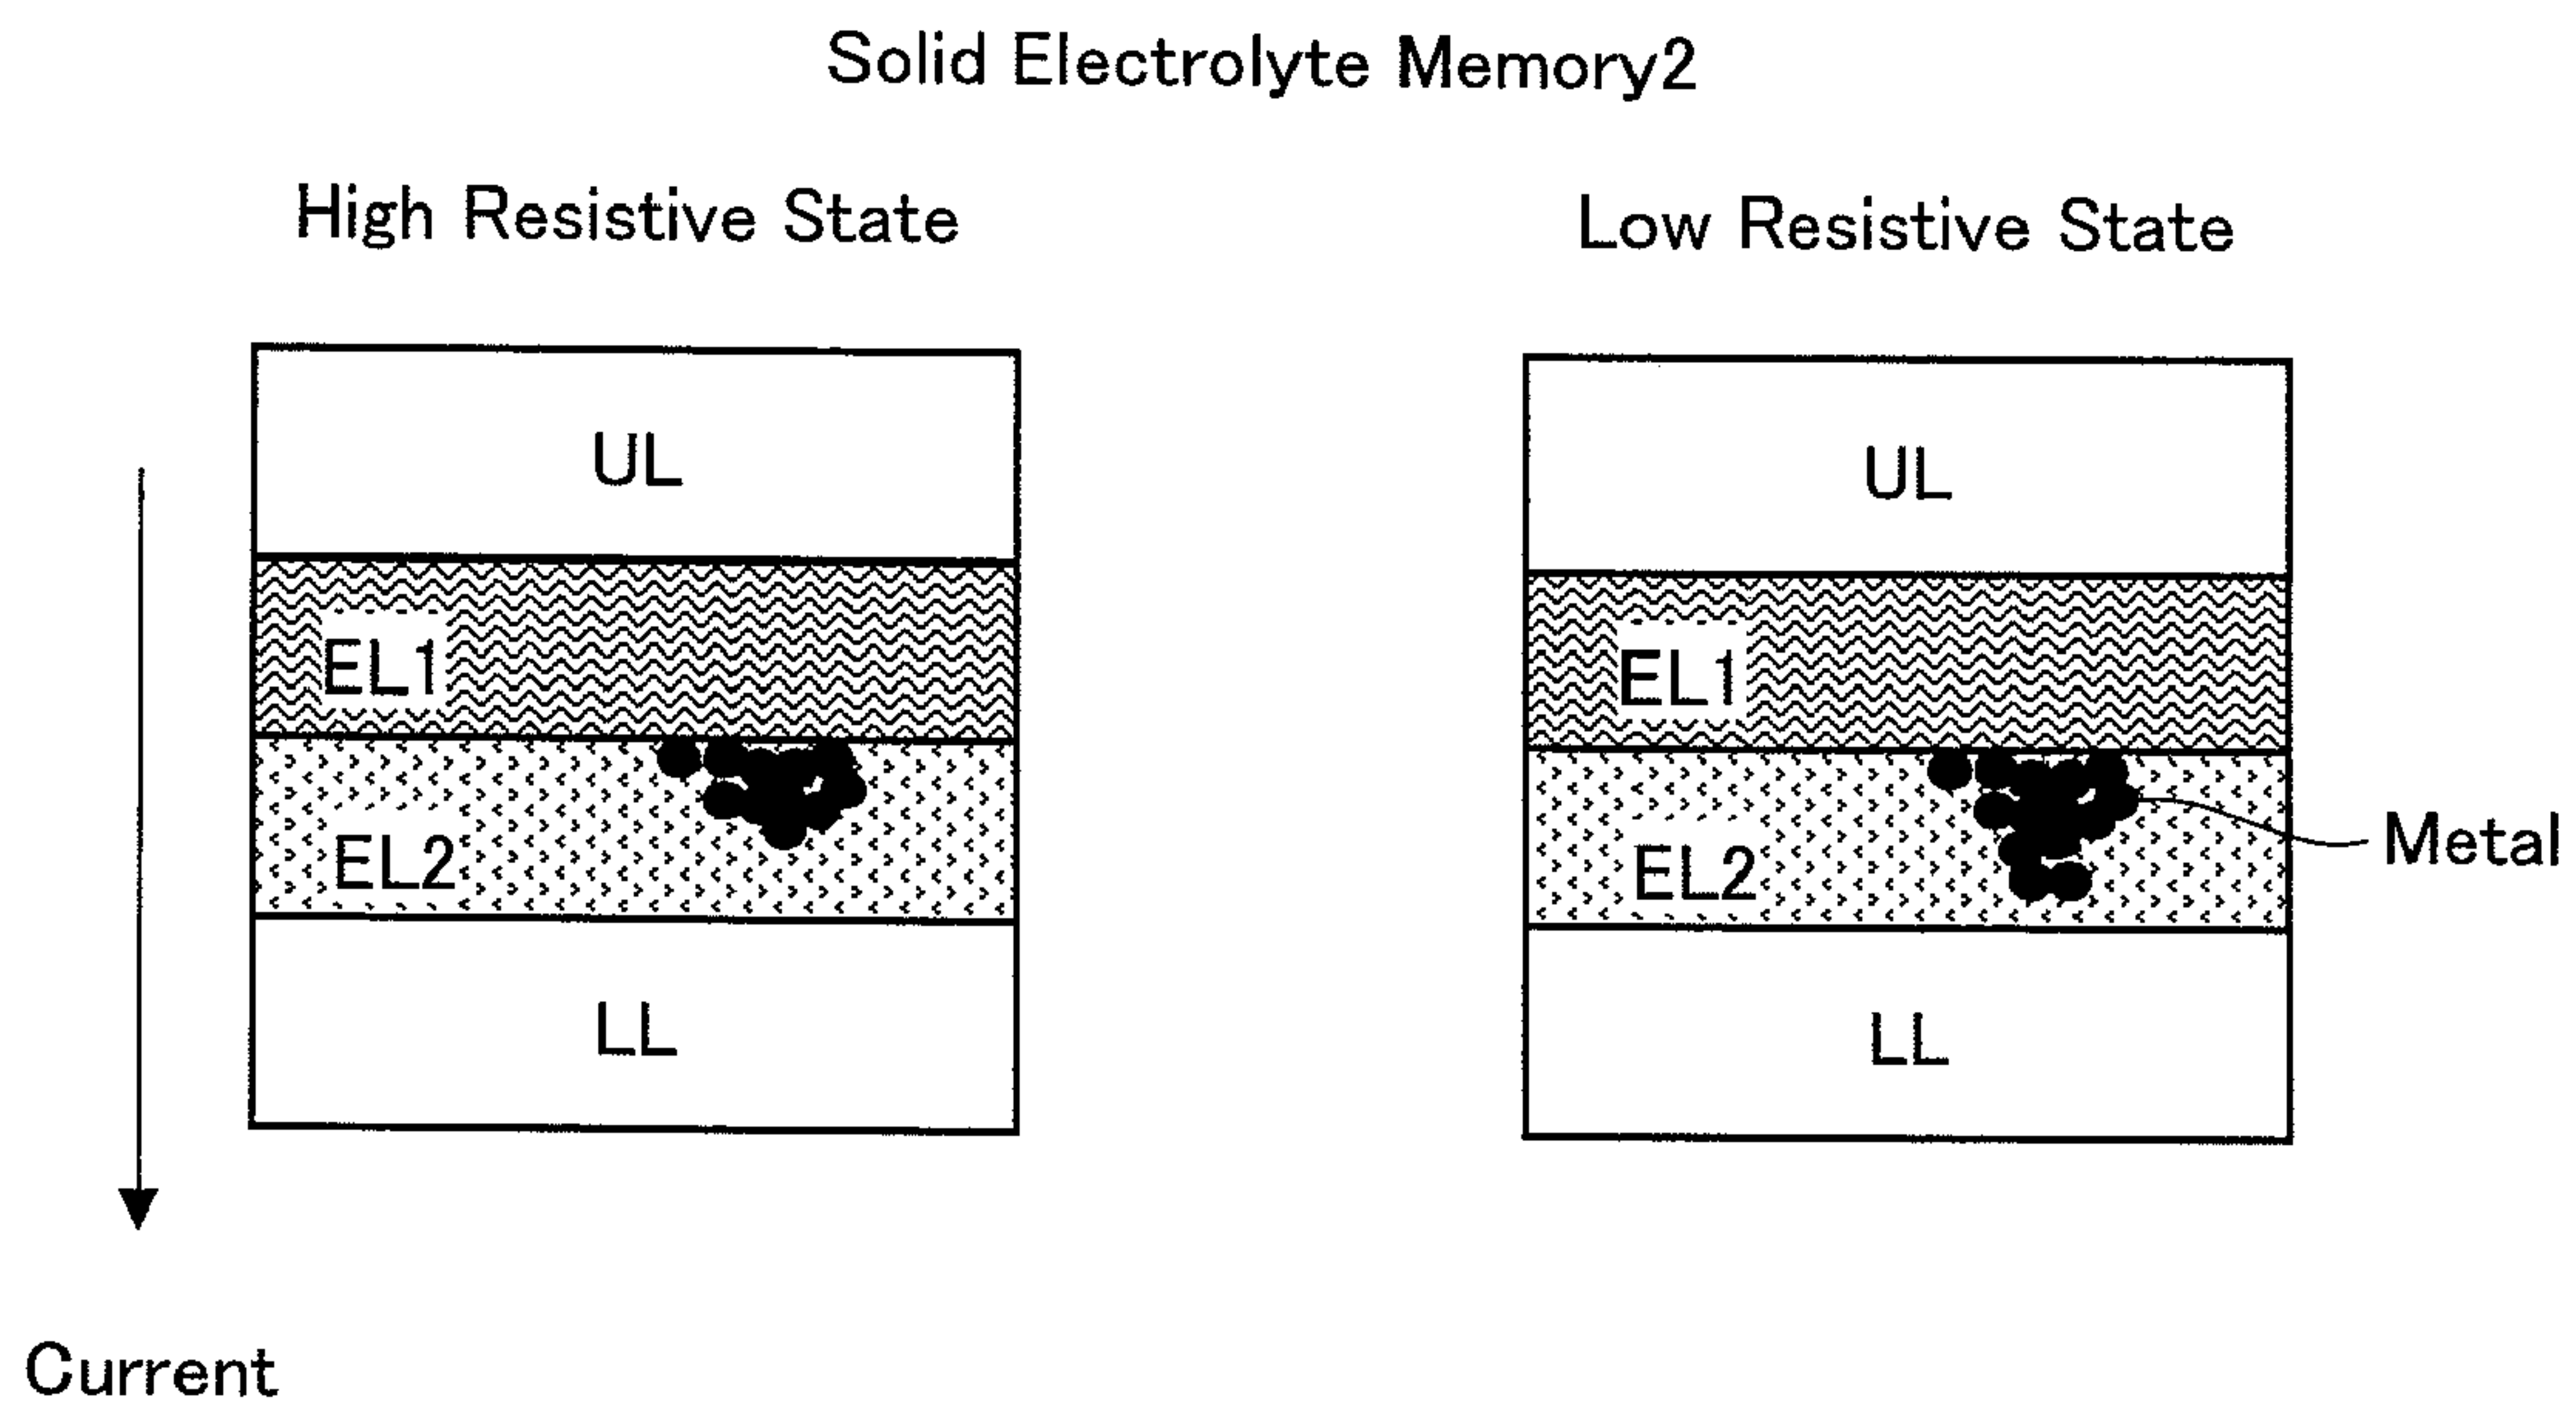 Solid Electrolyte Memory2
High Resistive State
Low Resistive State
UL
UL
EL1
EL1
EL2
EL2
Metal
LL
LL
Current